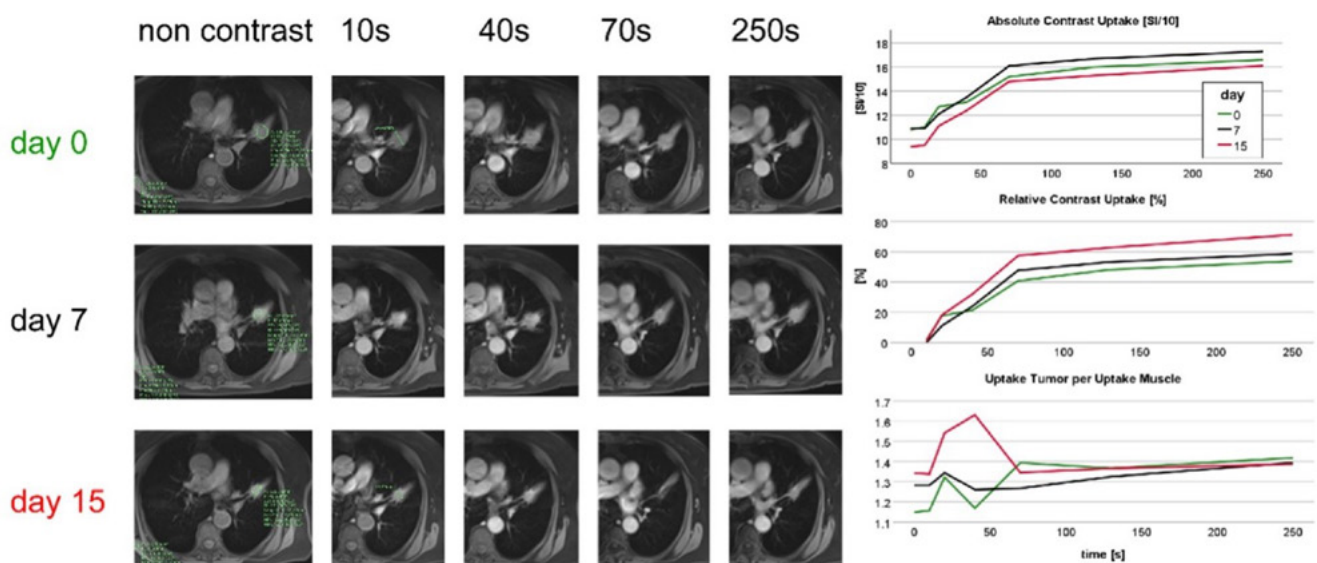 non contrast 10s 40s 70s 250s
day 0
day 7
day 15
Absolute Contrast Uptake [SI/10]
18
16
14
12
10
8
[SI/10]
day
0
7
15
0 50 100 150 200 250
Relative Contrast Uptake [%]
80
60
40
20
0
[%]
0 50 100 150 200 250
Uptake Tumor per Uptake Muscle
1.7
1.6
1.5
1.4
1.3
1.2
1.1
0 50 100 150 200 250
time [s]